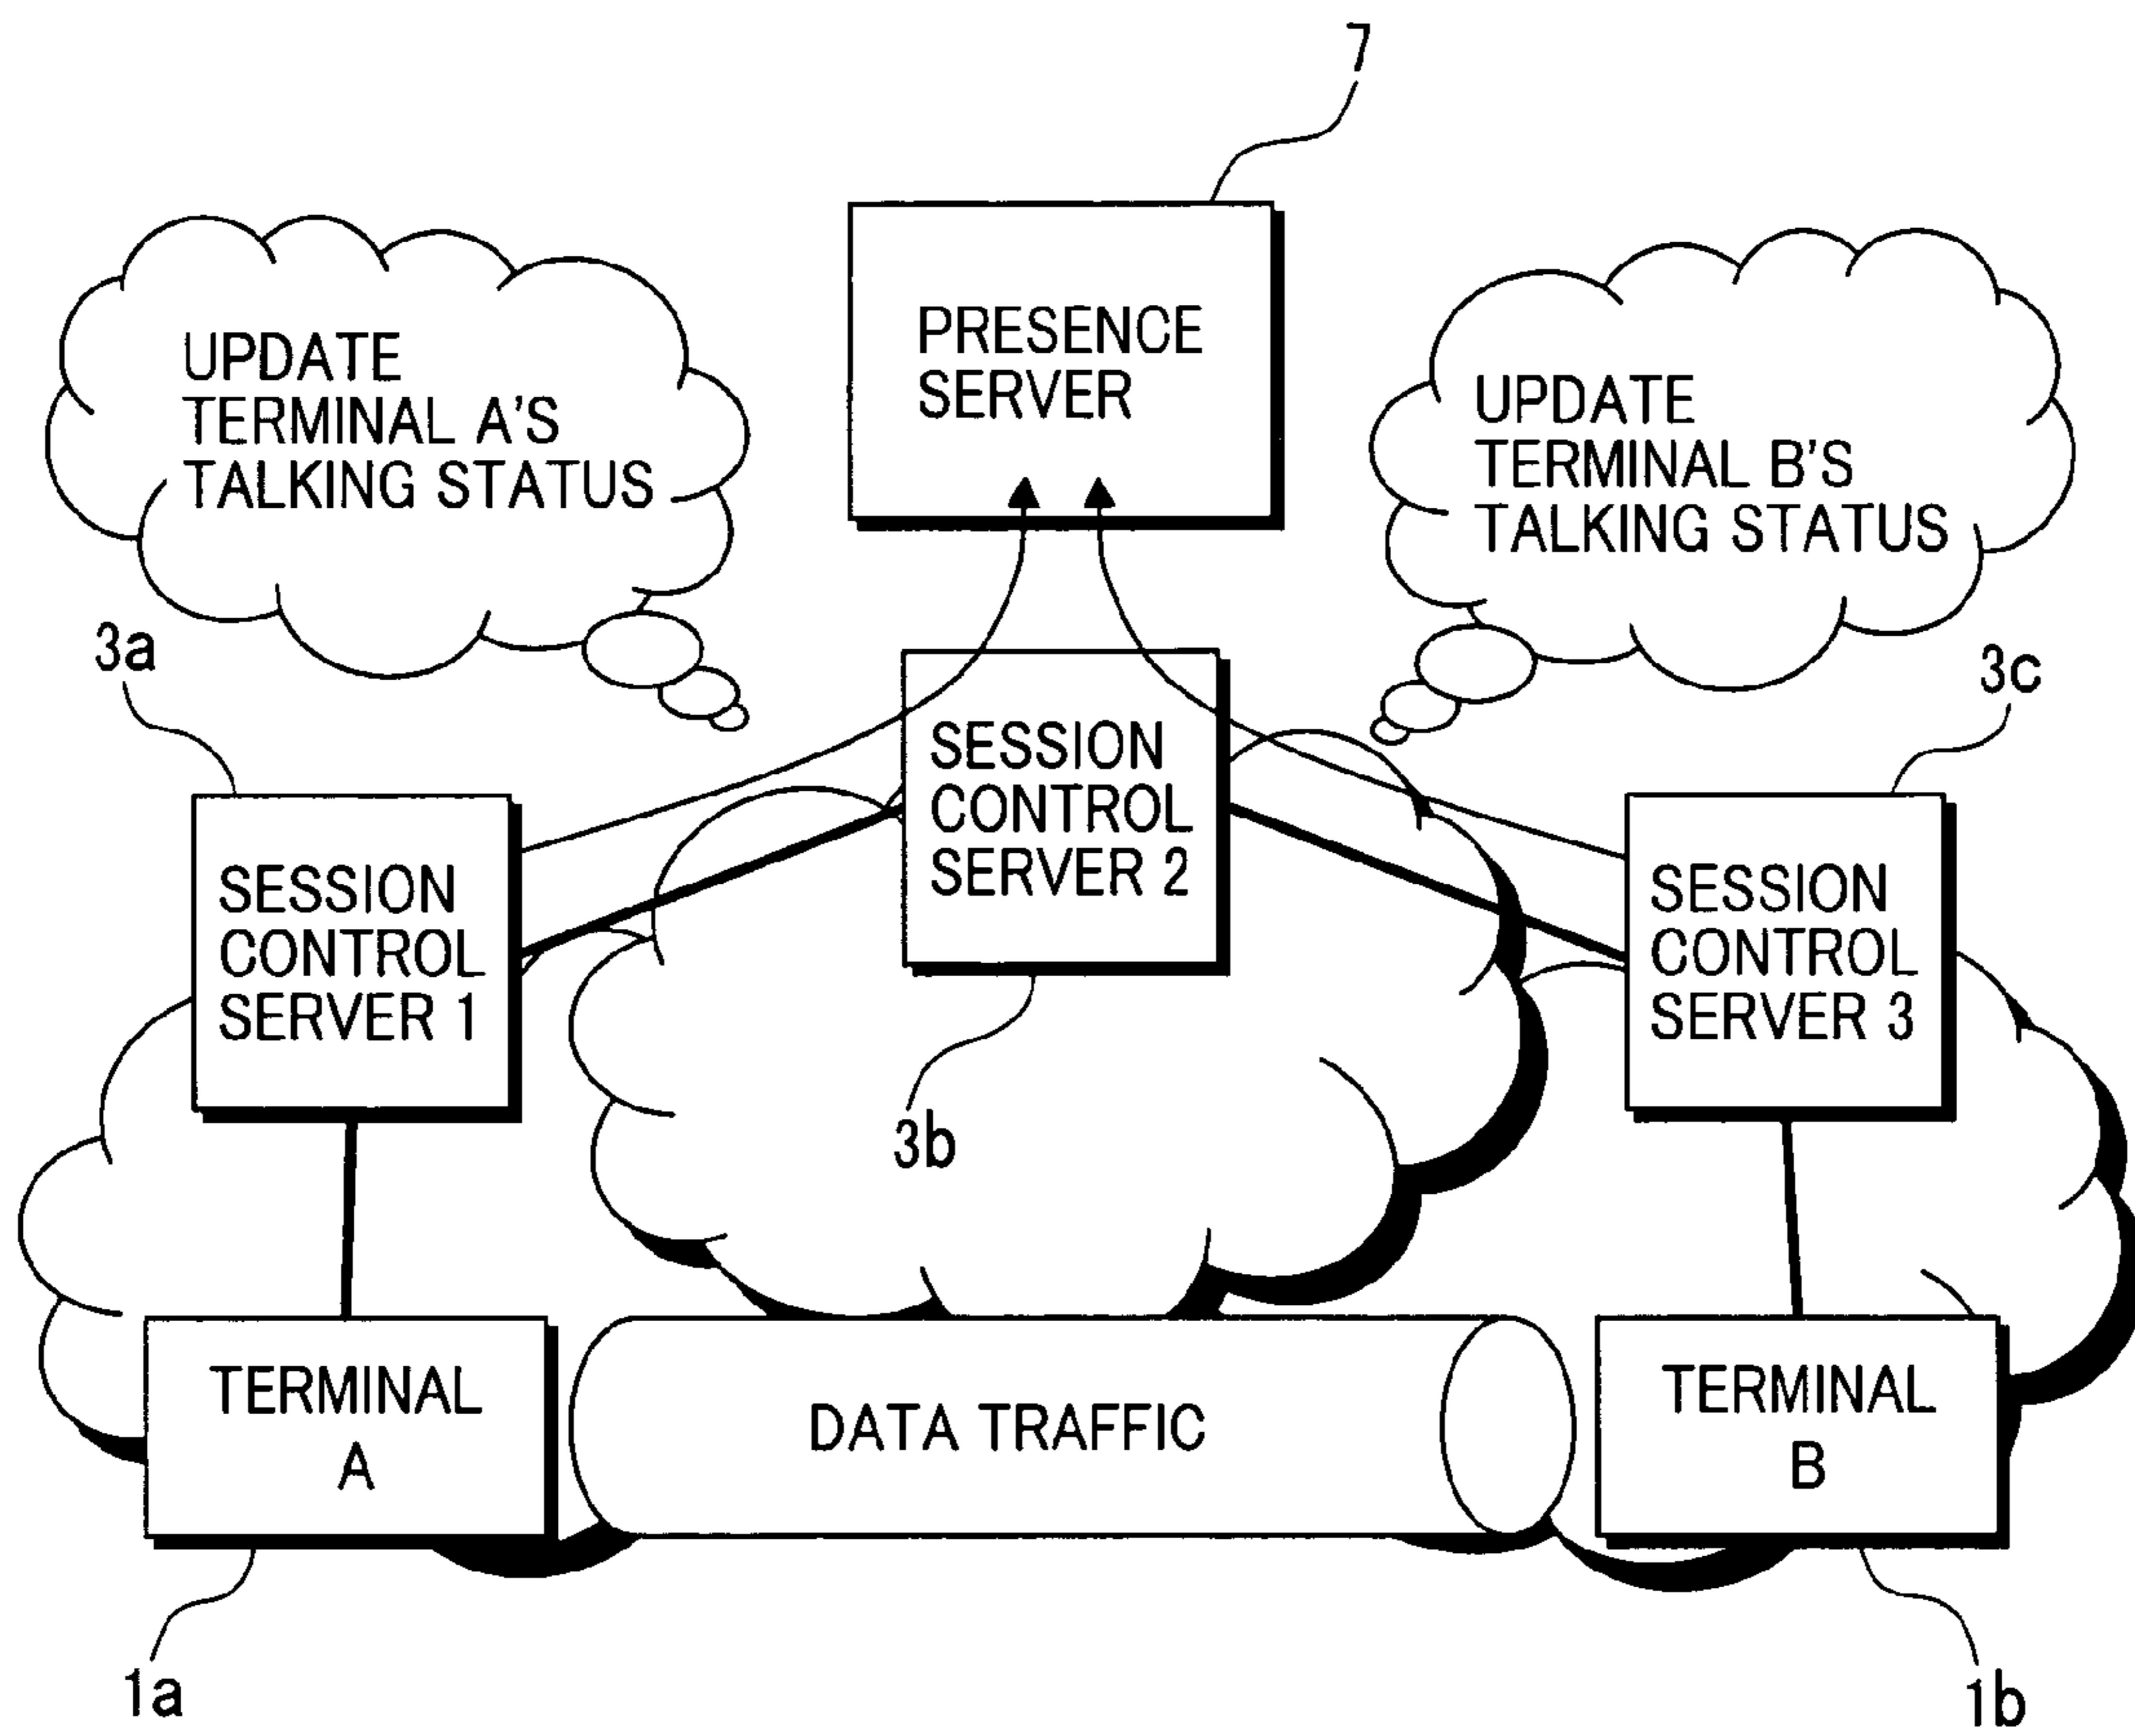 7
PRESENCE
SERVER
UPDATE
TERMINAL A'S
TALKING STATUS
UPDATE
TERMINAL B'S
TALKING STATUS
3a
3c
SESSION
CONTROL
SERVER 2
SESSION
CONTROL
SERVER 1
SESSION
CONTROL
SERVER 3
3b
TERMINAL
A
DATA TRAFFIC
TERMINAL
B
1a
1b